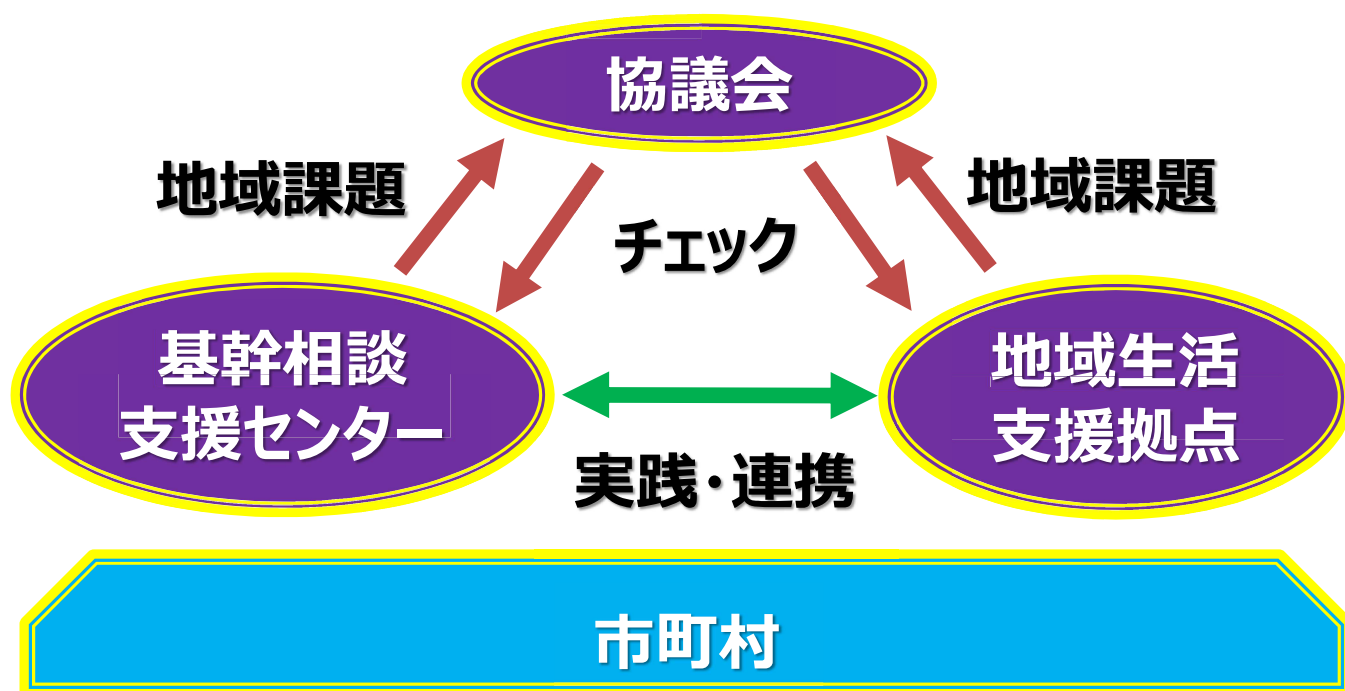 協議会
地域課題
地域課題
チェック
基幹相談
支援センター
地域生活
支援拠点
実践・連携
市町村